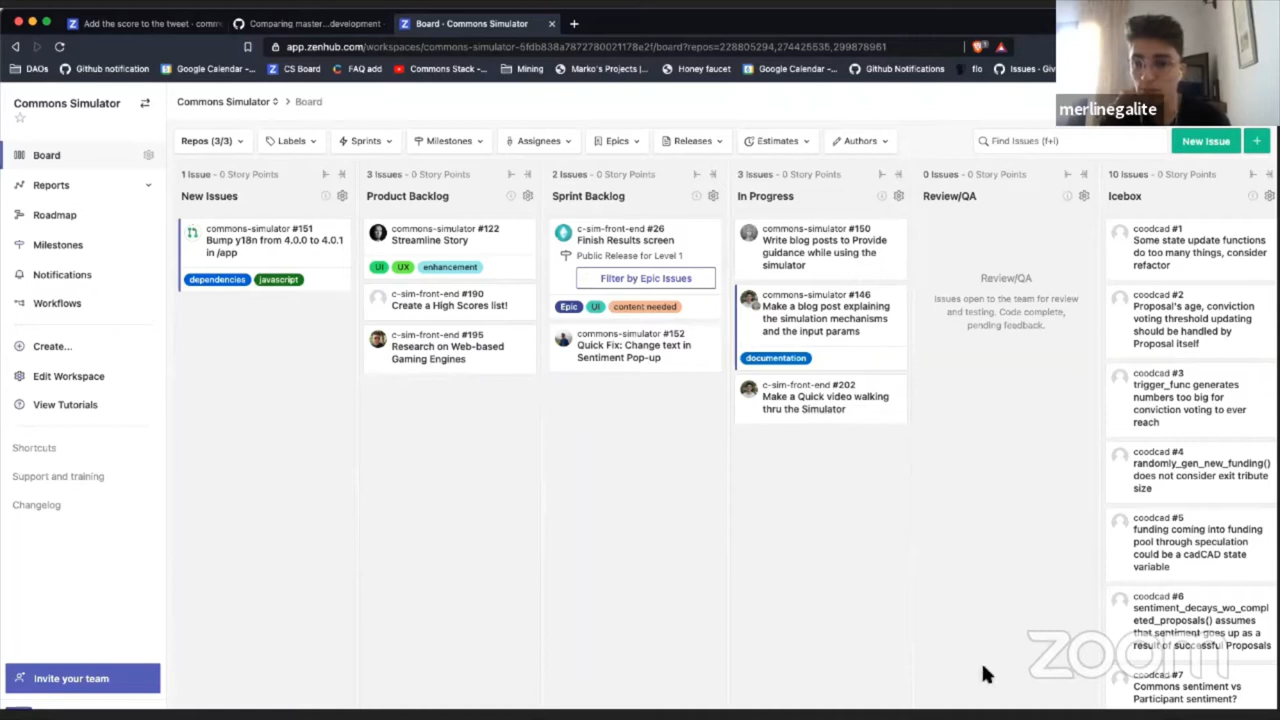 Add the score to the tweet · comm
Comparing master...development
Board - Commons Simulator
app.zenhub.com/workspaces/commons-simulator-5fdb838a7872780021178e2f/board?repos=228805294,274425535,299878961
DAOs
Github notification
Google Calendar -...
CS Board
FAQ add
Commons Stack -...
Mining
Marko's Projects |...
Honey faucet
Google Calendar -...
Github Notifications
flo
Issues · Giv
merlinegalite
Commons Simulator
Commons Simulator
Board
Repos (3/3)
Labels
Sprints
Milestones
Assignees
Epics
Releases
Estimates
Authors
Find Issues (f+i)
New Issue
Board
Reports
Roadmap
Milestones
Notifications
Workflows
Create...
Edit Workspace
View Tutorials
Shortcuts
Support and training
Changelog
Invite your team
1 Issue - 0 Story Points
New Issues
commons-simulator #151
Bump y18n from 4.0.0 to 4.0.1
in /app
dependencies
javascript
3 Issues - 0 Story Points
Product Backlog
commons-simulator #122
Streamline Story
UI
UX
enhancement
c-sim-front-end #190
Create a High Scores list!
c-sim-front-end #195
Research on Web-based
Gaming Engines
2 Issues - 0 Story Points
Sprint Backlog
c-sim-front-end #26
Finish Results screen
Public Release for Level 1
Filter by Epic Issues
Epic
UI
content needed
commons-simulator #152
Quick Fix: Change text in
Sentiment Pop-up
3 Issues - 0 Story Points
In Progress
commons-simulator #150
Write blog posts to Provide
guidance while using the
simulator
commons-simulator #146
Make a blog post explaining
the simulation mechanisms
and the input params
documentation
c-sim-front-end #202
Make a Quick video walking
thru the Simulator
0 Issues - 0 Story Points
Review/QA
Review/QA
Issues open to the team for review
and testing. Code complete,
pending feedback.
10 Issues - 0 Story Points
Icebox
coodcad #1
Some state update functions
do too many things, consider
refactor
coodcad #2
Proposal's age, conviction
voting threshold updating
should be handled by
Proposal itself
coodcad #3
trigger_func generates
numbers too big for
conviction voting to ever
reach
coodcad #4
randomly_gen_new_funding()
does not consider exit tribute
size
coodcad #5
funding coming into funding
pool through speculation
could be a cadCAD state
variable
coodcad #6
sentiment_decays_wo_compl
eted_proposals() assumes
that sentiment goes up as a
result of successful Proposals
coodcad #7
Commons sentiment vs
Participant sentiment?
zoom